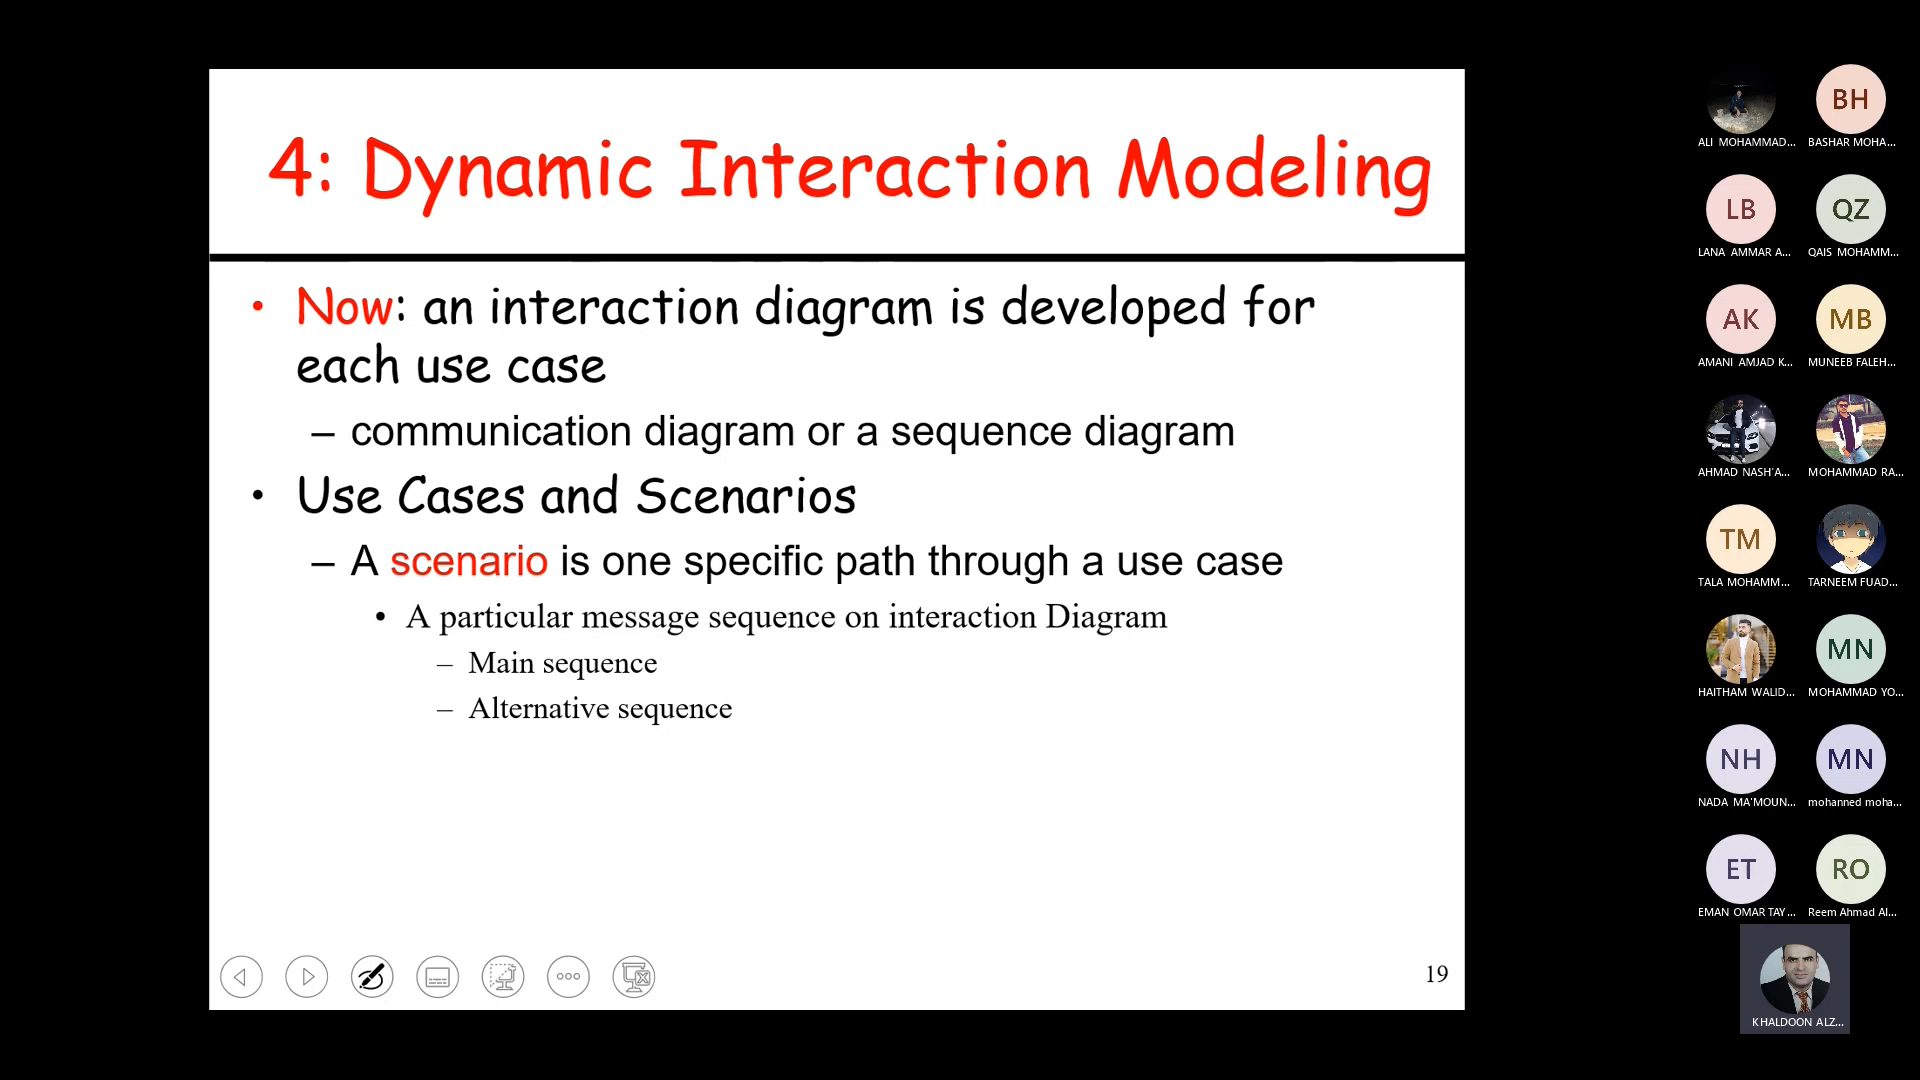 4: Dynamic Interaction Modeling
• Now: an interaction diagram is developed for
each use case
– communication diagram or a sequence diagram
• Use Cases and Scenarios
– A scenario is one specific path through a use case
• A particular message sequence on interaction Diagram
– Main sequence
– Alternative sequence
19
BH
ALI MOHAMMAD...
BASHAR MOHA...
LB
QZ
LANA AMMAR A...
QAIS MOHAMM...
AK
MB
AMANI AMJAD K...
MUNEEB FALEH...
AHMAD NASH'A...
MOHAMMAD RA...
TM
TALA MOHAMM...
TARNEEM FUAD...
MN
HAITHAM WALID...
MOHAMMAD YO...
NH
MN
NADA MA'MOUN...
mohanned moha...
ET
RO
EMAN OMAR TAY...
Reem Ahmad Al...
KHALDOON ALZ...